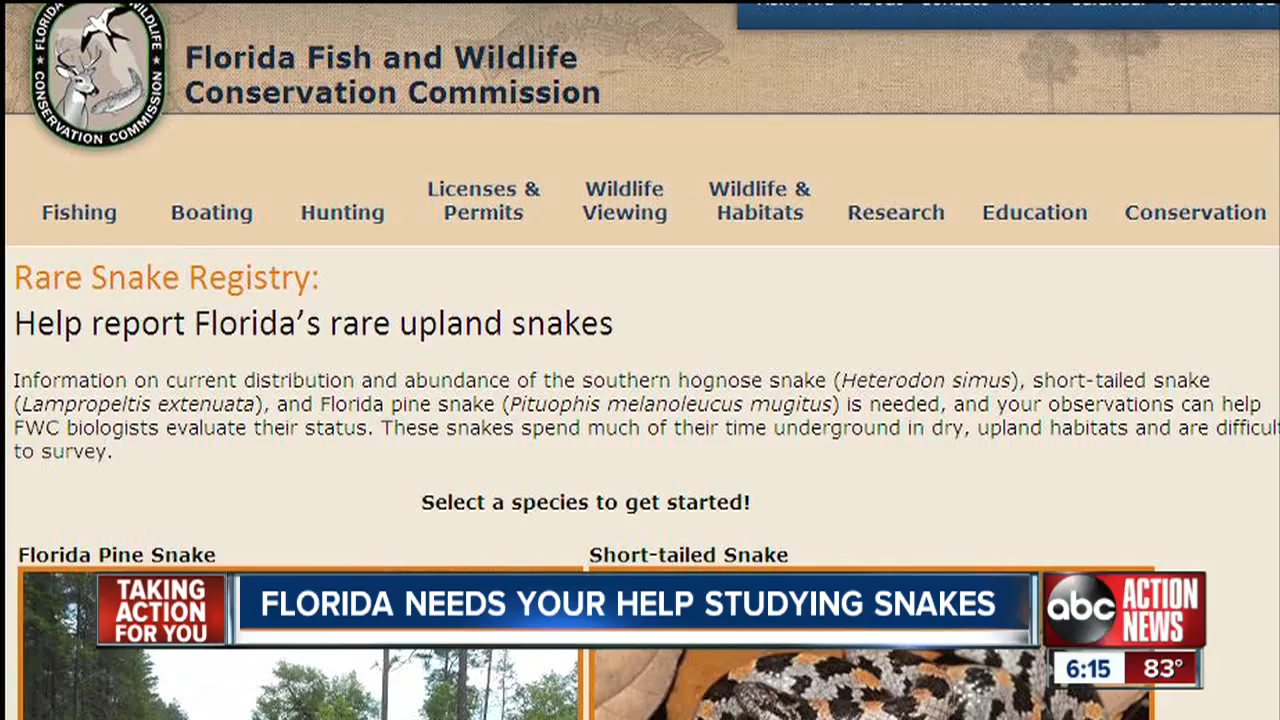 FLORIDA
WILDLIFE
CONSERVATION COMMISSION
Florida Fish and Wildlife
Conservation Commission
Fishing
Boating
Hunting
Licenses &
Permits
Wildlife
Viewing
Wildlife &
Habitats
Research
Education
Conservation
Rare Snake Registry:
Help report Florida's rare upland snakes
Information on current distribution and abundance of the southern hognose snake (Heterodon simus), short-tailed snake
(Lampropeltis extenuata), and Florida pine snake (Pituophis melanoleucus mugitus) is needed, and your observations can help
FWC biologists evaluate their status. These snakes spend much of their time underground in dry, upland habitats and are difficult
to survey.
Select a species to get started!
Florida Pine Snake
Short-tailed Snake
TAKING
ACTION
FOR YOU
FLORIDA NEEDS YOUR HELP STUDYING SNAKES
abc
ACTION
NEWS
6:15
83°